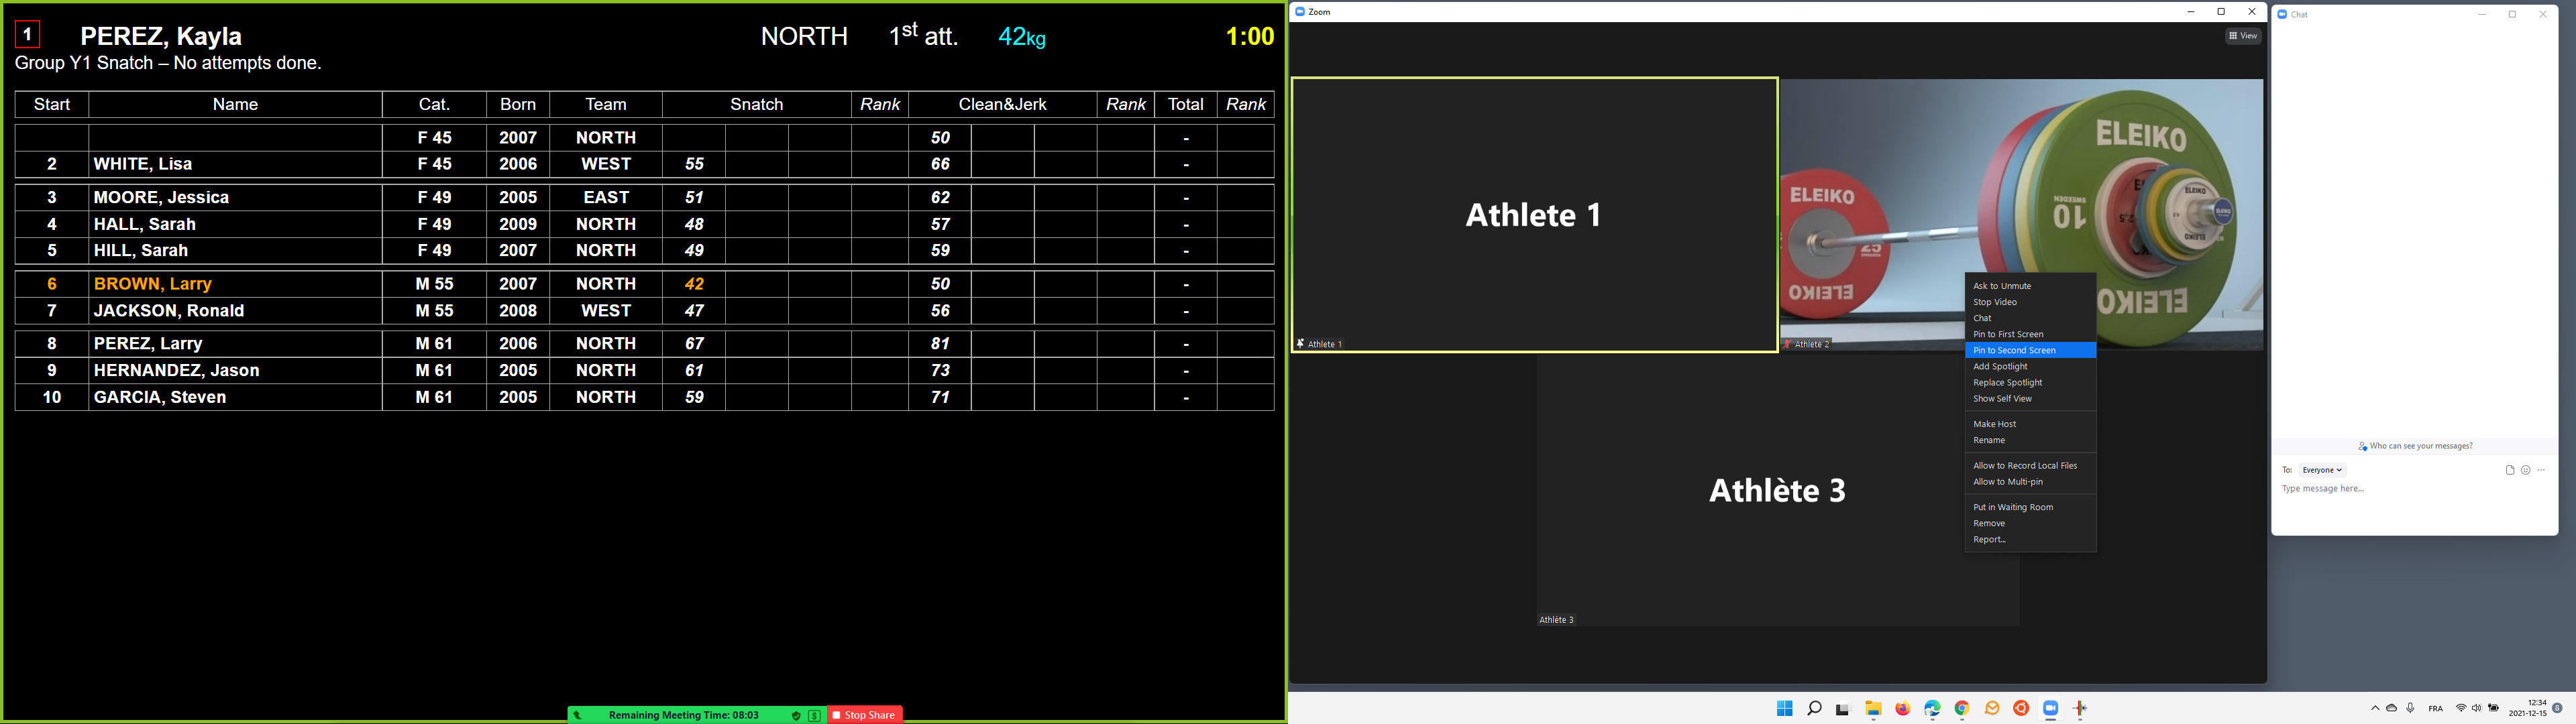 1 PEREZ, Kayla NORTH 1st att. 42kg 1:00
Group Y1 Snatch – No attempts done.
Start Name Cat. Born Team Snatch Rank Clean&Jerk Rank Total Rank
F 45 2007 NORTH 50 -
2 WHITE, Lisa F 45 2006 WEST 55 66 -
3 MOORE, Jessica F 49 2005 EAST 51 62 -
4 HALL, Sarah F 49 2009 NORTH 48 57 -
5 HILL, Sarah F 49 2007 NORTH 49 59 -
6 BROWN, Larry M 55 2007 NORTH 42 50 -
7 JACKSON, Ronald M 55 2008 WEST 47 56 -
8 PEREZ, Larry M 61 2006 NORTH 67 81 -
9 HERNANDEZ, Jason M 61 2005 NORTH 61 73 -
10 GARCIA, Steven M 61 2005 NORTH 59 71 -
Remaining Meeting Time: 08:03
Stop Share
Zoom
View
Athlete 1
Athlete 1
ELEIKO
25
ELEIKO
ELEIKO
10
SWEDEN
ELEIKO
ELEIKO
ELEIKO
Athlete 2
Ask to Unmute
Stop Video
Chat
Pin to First Screen
Pin to Second Screen
Add Spotlight
Replace Spotlight
Show Self View
Make Host
Rename
Allow to Record Local Files
Allow to Multi-pin
Put in Waiting Room
Remove
Report...
Athlète 3
Athlète 3
Chat
Who can see your messages?
To: Everyone
Type message here...
FRA
12:34
2021-12-15
8